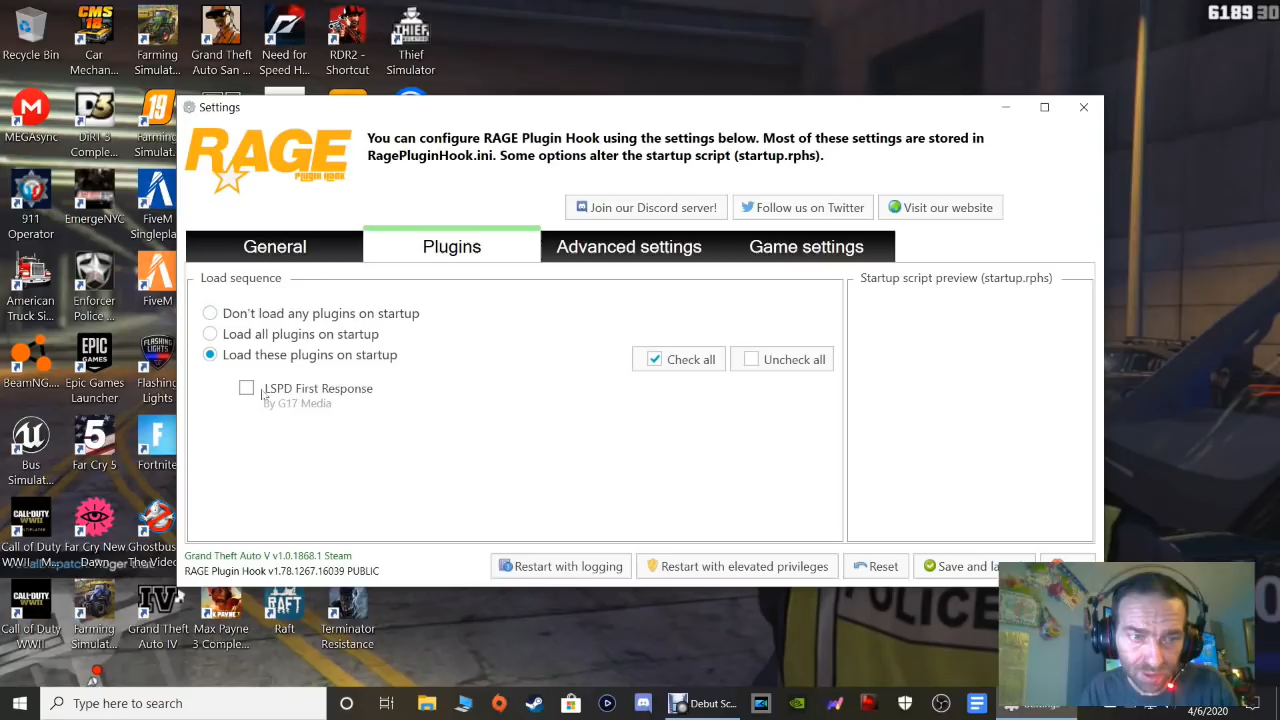 6189 30
Recycle Bin
Car Mechan...
Farming Simulat...
Grand Theft Auto San ...
Need for Speed H...
RDR2 - Shortcut
Thief Simulator
MEGAsync
DiRT 3 Comple...
Farming Simulat...
911 Operator
EmergeNYC
FiveM Singlepla...
American Truck Si...
Enforcer Police ...
FiveM
BeamNG....
Epic Games Launcher
Flashing Lights
Bus Simulat...
Far Cry 5
Fortnite
Call of Duty WWII - M...
Far Cry New Dawn
Ghostbus... The Video...
Call of Duty WWII
Farming Simulat...
Grand Theft Auto IV
Max Payne 3 Comple...
Raft
Terminator Resistance
Settings
RAGE
PLUGIN HOOK
You can configure RAGE Plugin Hook using the settings below. Most of these settings are stored in
RagePluginHook.ini. Some options alter the startup script (startup.rphs).
Join our Discord server!
Follow us on Twitter
Visit our website
General
Plugins
Advanced settings
Game settings
Load sequence
Startup script preview (startup.rphs)
Don't load any plugins on startup
Load all plugins on startup
Load these plugins on startup
Check all
Uncheck all
LSPD First Response
By G17 Media
Grand Theft Auto V v1.0.1868.1 Steam
RAGE Plugin Hook v1.78.1267.16039 PUBLIC
Restart with logging
Restart with elevated privileges
Reset
Save and la
POLICE
Type here to search
Debut Sc...
Settings
4/6/2020